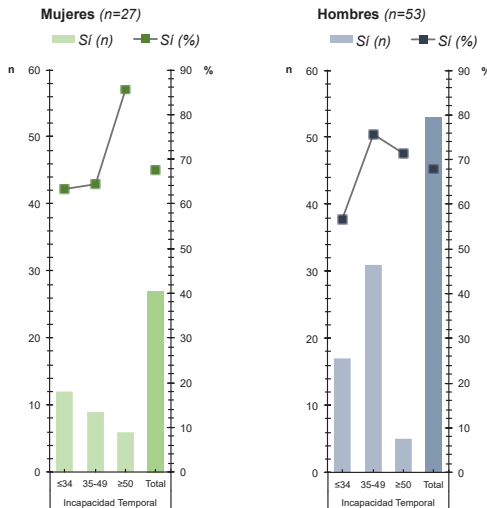 Mujeres (n=27)
Sí (n) Sí (%)
n %
60 90
50 80
40 70
30 60
20 50
10 40
0 30
20
10
0
≤34 35-49 ≥50 Total
Incapacidad Temporal
Hombres (n=53)
Sí (n) Sí (%)
n %
60 90
50 80
40 70
30 60
20 50
10 40
0 30
20
10
0
≤34 35-49 ≥50 Total
Incapacidad Temporal